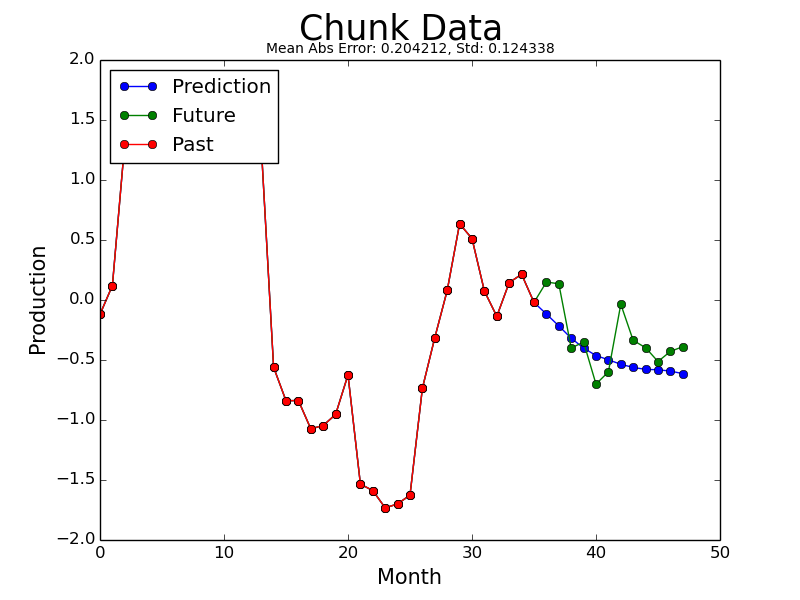 Chunk Data
Mean Abs Error: 0.204212, Std: 0.124338
2.0
1.5
1.0
0.5
0.0
−0.5
−1.0
−1.5
−2.0
Production
Prediction
Future
Past
0 10 20 30 40 50
Month